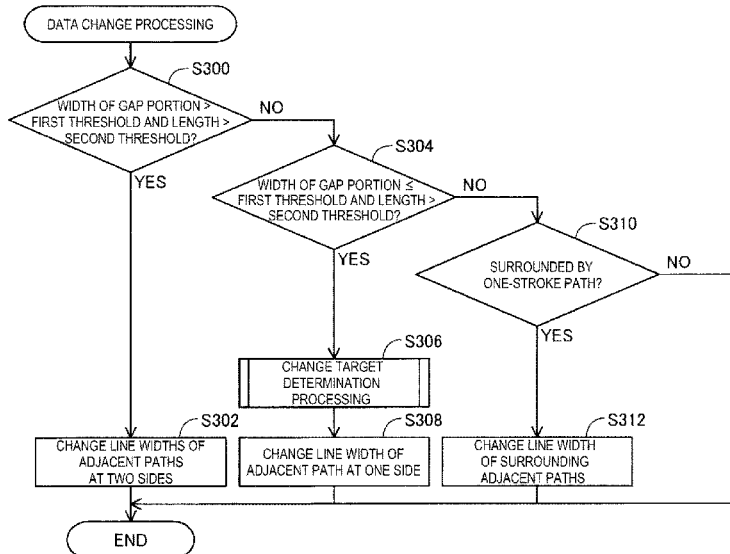 DATA CHANGE PROCESSING
S300
WIDTH OF GAP PORTION >
FIRST THRESHOLD AND LENGTH >
SECOND THRESHOLD?
NO
YES
S304
WIDTH OF GAP PORTION ≤
FIRST THRESHOLD AND LENGTH >
SECOND THRESHOLD?
NO
YES
S310
SURROUNDED BY
ONE-STROKE PATH?
NO
YES
S306
CHANGE TARGET
DETERMINATION
PROCESSING
S302
CHANGE LINE WIDTHS OF
ADJACENT PATHS
AT TWO SIDES
S308
CHANGE LINE WIDTH OF
ADJACENT PATH AT ONE SIDE
S312
CHANGE LINE WIDTH
OF SURROUNDING
ADJACENT PATHS
END